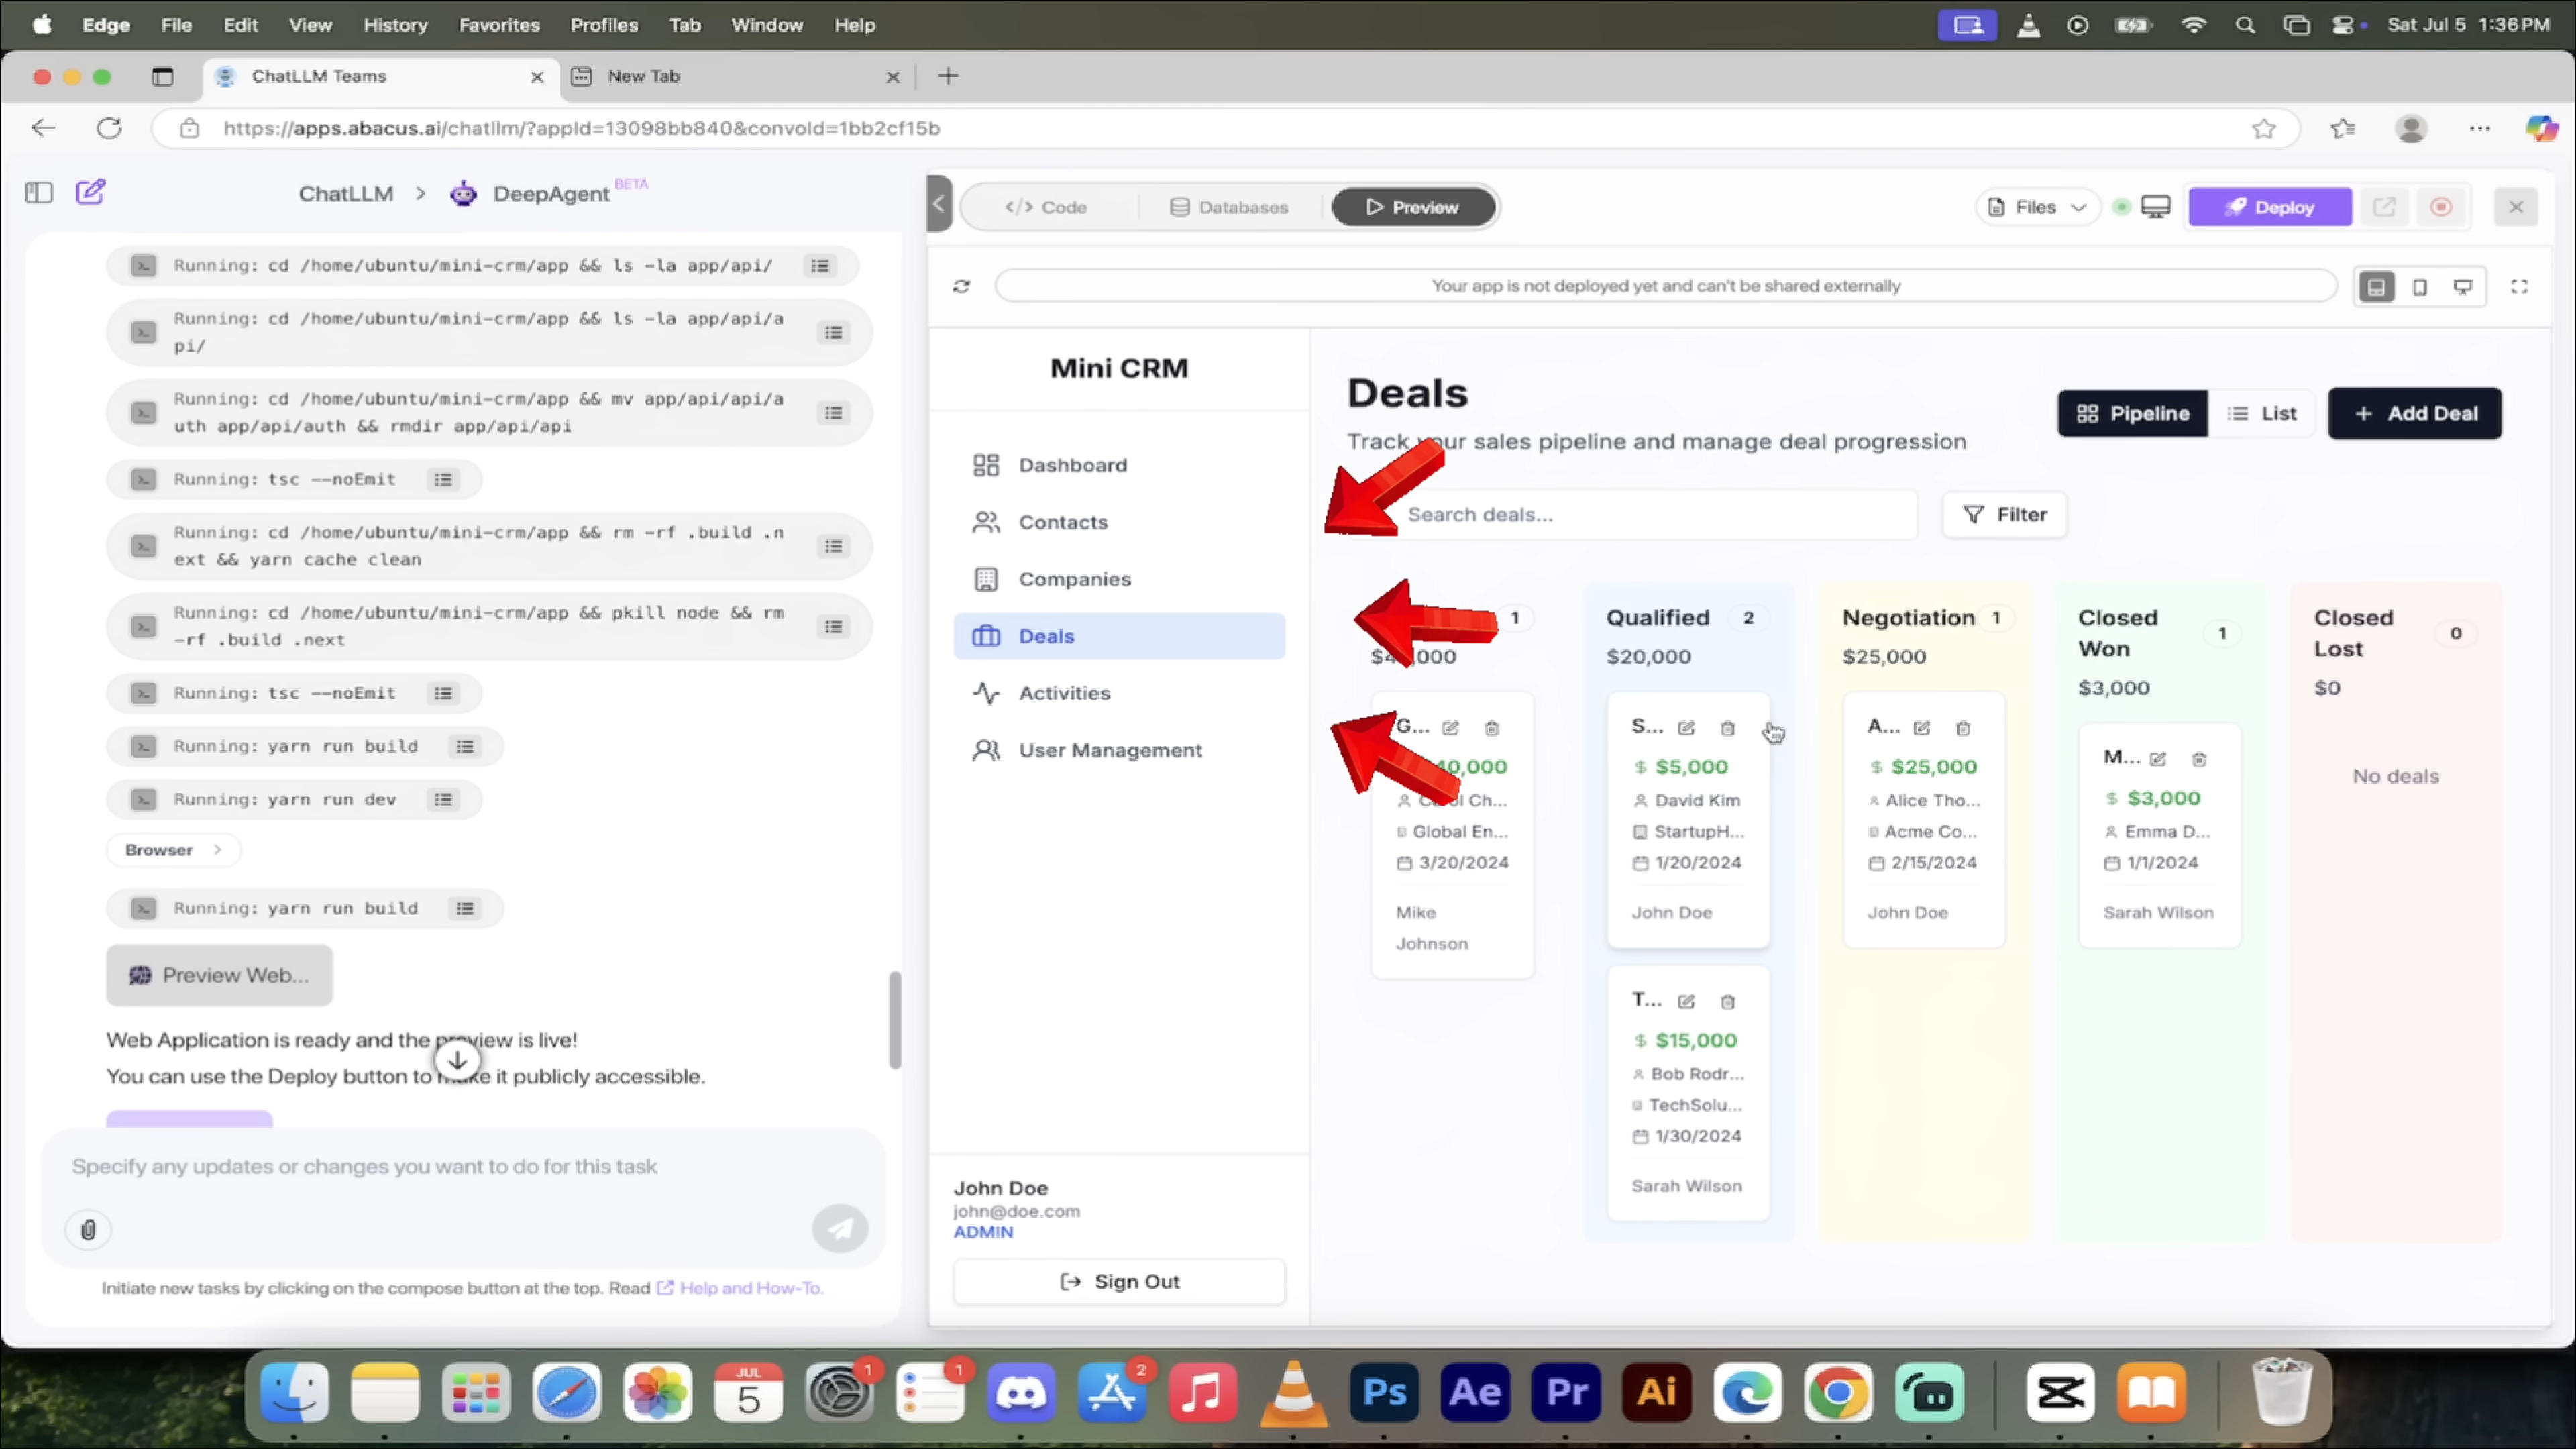 Edge File Edit View History Favorites Profiles Tab Window Help
Sat Jul 5 1:36 PM
ChatLLM Teams
New Tab
https://apps.abacus.ai/chatllm/?appId=13098bb840&convoId=1bb2cf15b
ChatLLM > DeepAgent BETA
Running: cd /home/ubuntu/mini-crm/app && ls -la app/api/
Running: cd /home/ubuntu/mini-crm/app && ls -la app/api/a
pi/
Running: cd /home/ubuntu/mini-crm/app && mv app/api/api/a
uth app/api/auth && rmdir app/api/api
Running: tsc --noEmit
Running: cd /home/ubuntu/mini-crm/app && rm -rf .build .n
ext && yarn cache clean
Running: cd /home/ubuntu/mini-crm/app && pkill node && rm
-rf .build .next
Running: tsc --noEmit
Running: yarn run build
Running: yarn run dev
Browser >
Running: yarn run build
Preview Web...
Web Application is ready and the preview is live!
You can use the Deploy button to make it publicly accessible.
Specify any updates or changes you want to do for this task
Initiate new tasks by clicking on the compose button at the top. Read Help and How-To.
</> Code
Databases
Preview
Files
Deploy
Your app is not deployed yet and can't be shared externally
Mini CRM
Dashboard
Contacts
Companies
Deals
Activities
User Management
John Doe
john@doe.com
ADMIN
Sign Out
Deals
Track your sales pipeline and manage deal progression
Pipeline
List
+ Add Deal
Search deals...
Filter
1
G...
Global En...
3/20/2024
Mike
Johnson
Qualified 2
$20,000
S...
$ $5,000
David Kim
StartupH...
1/20/2024
John Doe
T...
$ $15,000
Bob Rodr...
TechSolu...
1/30/2024
Sarah Wilson
Negotiation 1
$25,000
A...
$ $25,000
Alice Tho...
Acme Co...
2/15/2024
John Doe
Closed
Won
1
$3,000
M...
$ $3,000
Emma D...
1/1/2024
Sarah Wilson
Closed
Lost
0
$0
No deals
JUL
5
1
1
2
Ps
Ae
Pr
Ai